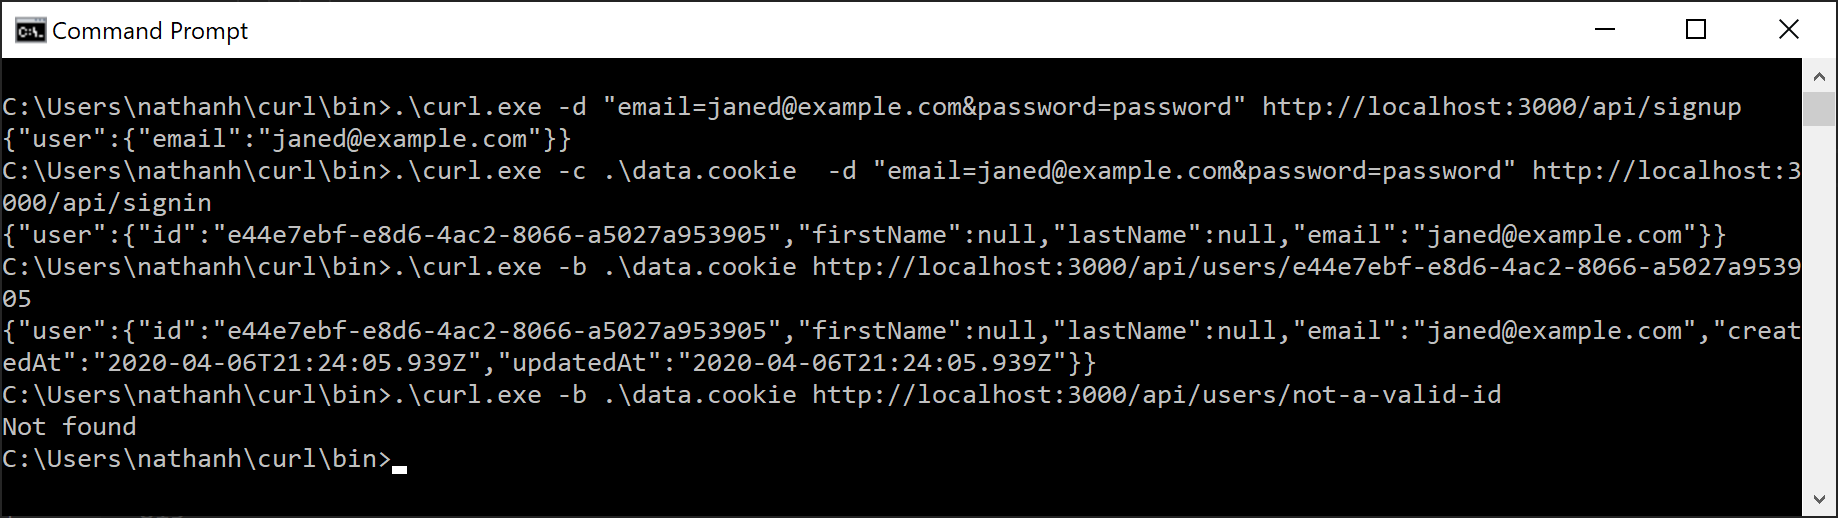 Command Prompt
C:\Users\nathanh\curl\bin>.\curl.exe -d "email=janed@example.com&password=password" http://localhost:3000/api/signup
{"user":{"email":"janed@example.com"}}
C:\Users\nathanh\curl\bin>.\curl.exe -c .\data.cookie  -d "email=janed@example.com&password=password" http://localhost:3
000/api/signin
{"user":{"id":"e44e7ebf-e8d6-4ac2-8066-a5027a953905","firstName":null,"lastName":null,"email":"janed@example.com"}}
C:\Users\nathanh\curl\bin>.\curl.exe -b .\data.cookie http://localhost:3000/api/users/e44e7ebf-e8d6-4ac2-8066-a5027a9539
05
{"user":{"id":"e44e7ebf-e8d6-4ac2-8066-a5027a953905","firstName":null,"lastName":null,"email":"janed@example.com","creat
edAt":"2020-04-06T21:24:05.939Z","updatedAt":"2020-04-06T21:24:05.939Z"}}
C:\Users\nathanh\curl\bin>.\curl.exe -b .\data.cookie http://localhost:3000/api/users/not-a-valid-id
Not found
C:\Users\nathanh\curl\bin>